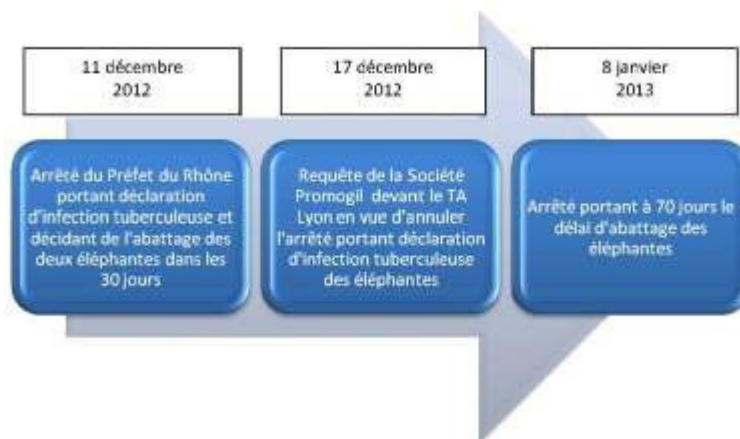 11 décembre
2012
Arrêté du Préfet du Rhône
portant déclaration
d'infection tuberculeuse et
décidant de l'abattage des
deux éléphantes dans les
30 jours
17 décembre
2012
Requête de la Société
Promogil devant le TA
Lyon en vue d'annuler
l'arrêté portant déclaration
d'infection tuberculeuse
des éléphantes
8 janvier
2013
Arrêté portant à 70 jours le
délai d'abattage des
éléphantes